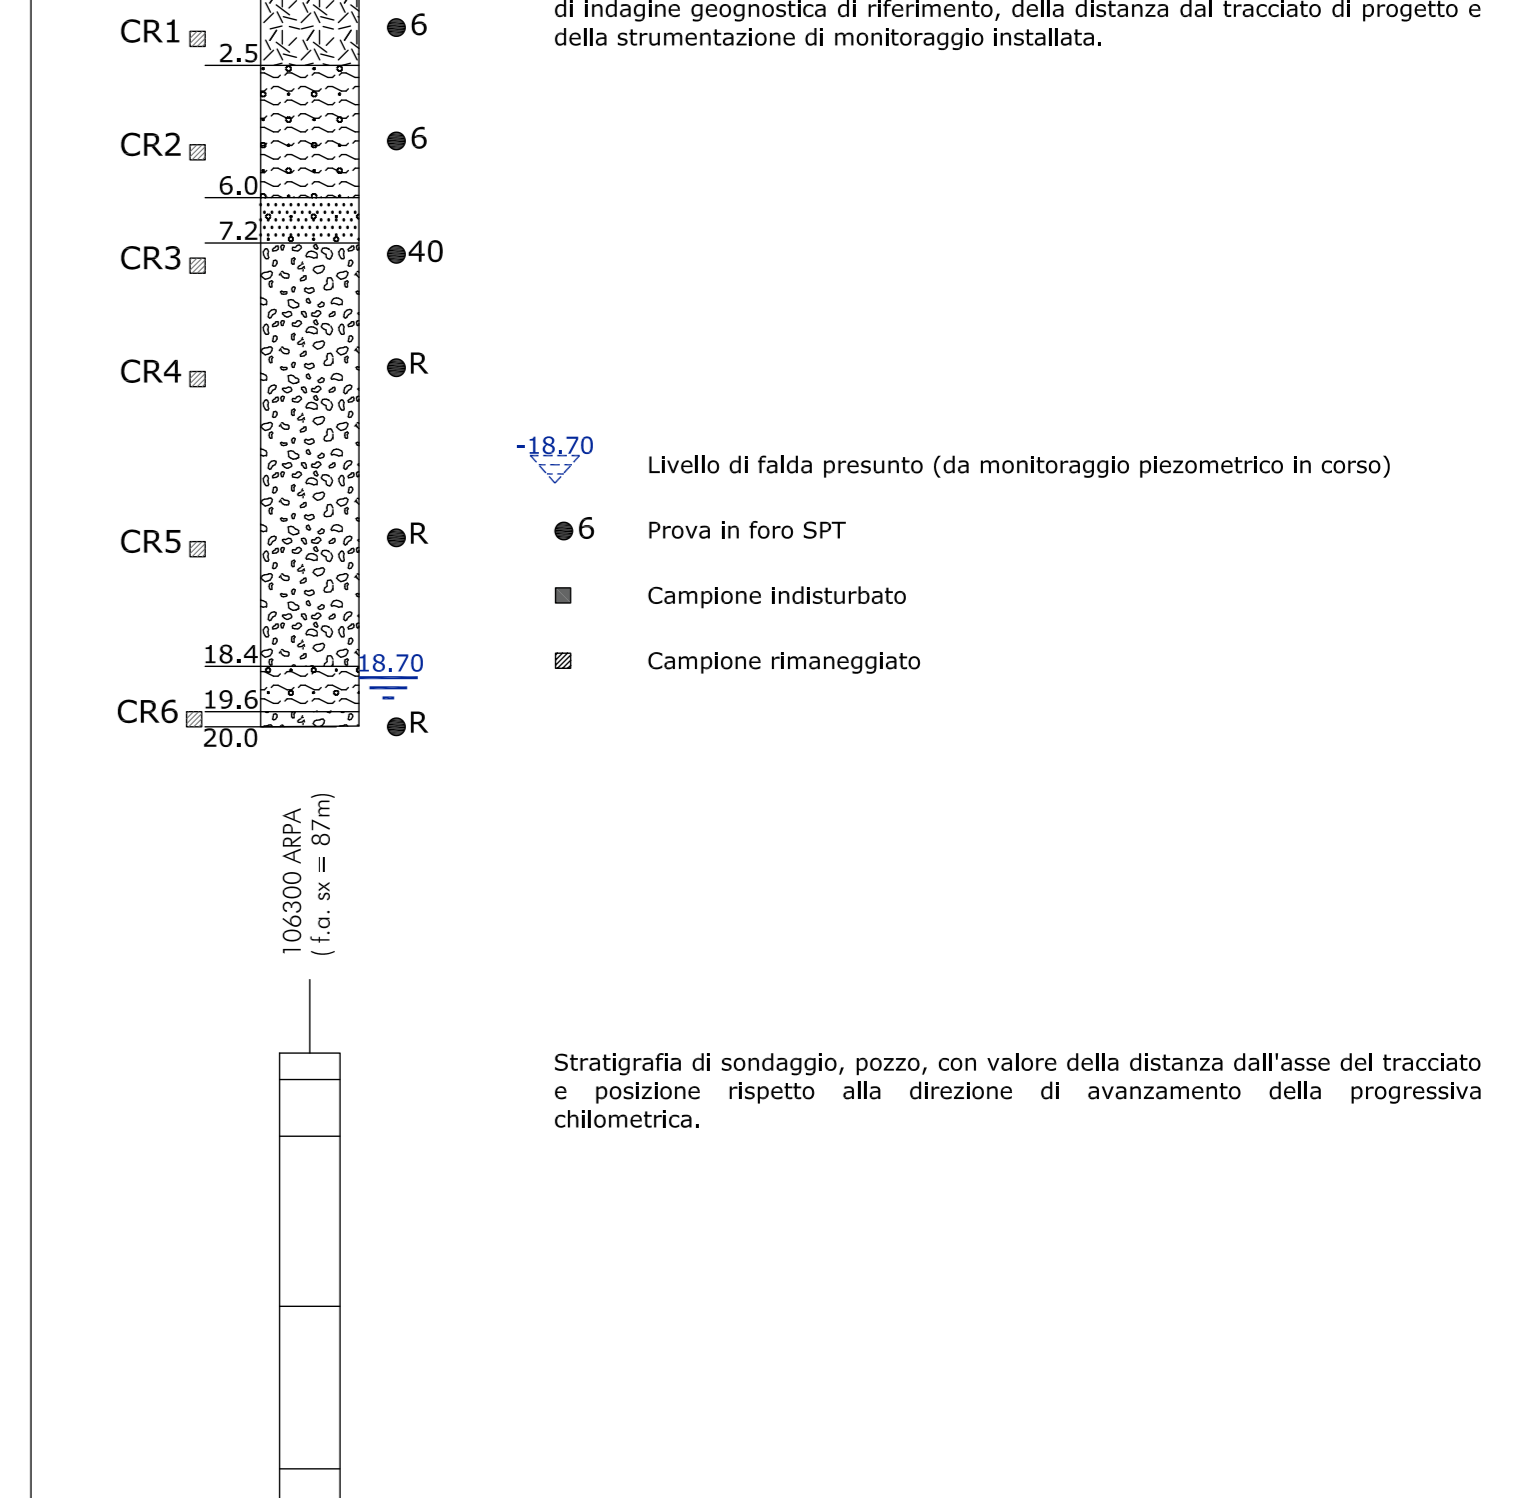 di indagine geognostica di riferimento, della distanza dal tracciato di progetto e
della strumentazione di monitoraggio installata.
CR1
6
2.5
CR2
6
6.0
7.2
CR3
40
CR4
R
-18.70
Livello di falda presunto (da monitoraggio piezometrico in corso)
CR5
R
6
Prova in foro SPT
Campione indisturbato
Campione rimaneggiato
18.4
18.70
19.6
CR6
R
20.0
106300 ARPA
( f.a. sx = 87m)
Stratigrafia di sondaggio, pozzo, con valore della distanza dall'asse del tracciato
e posizione rispetto alla direzione di avanzamento della progressiva
chilometrica.